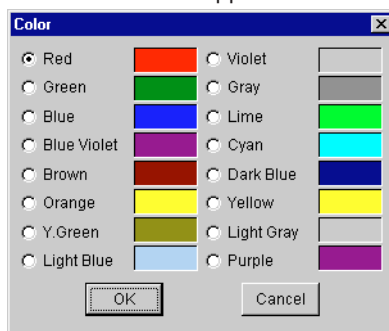 Color
Red Violet
Green Gray
Blue Lime
Blue Violet Cyan
Brown Dark Blue
Orange Yellow
Y.Green Light Gray
Light Blue Purple
OK Cancel